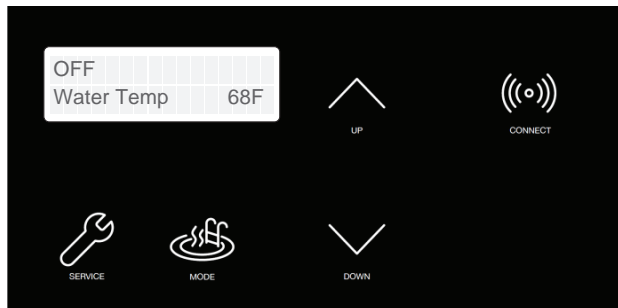 OFF
Water Temp 68F
UP
CONNECT
SERVICE
MODE
DOWN